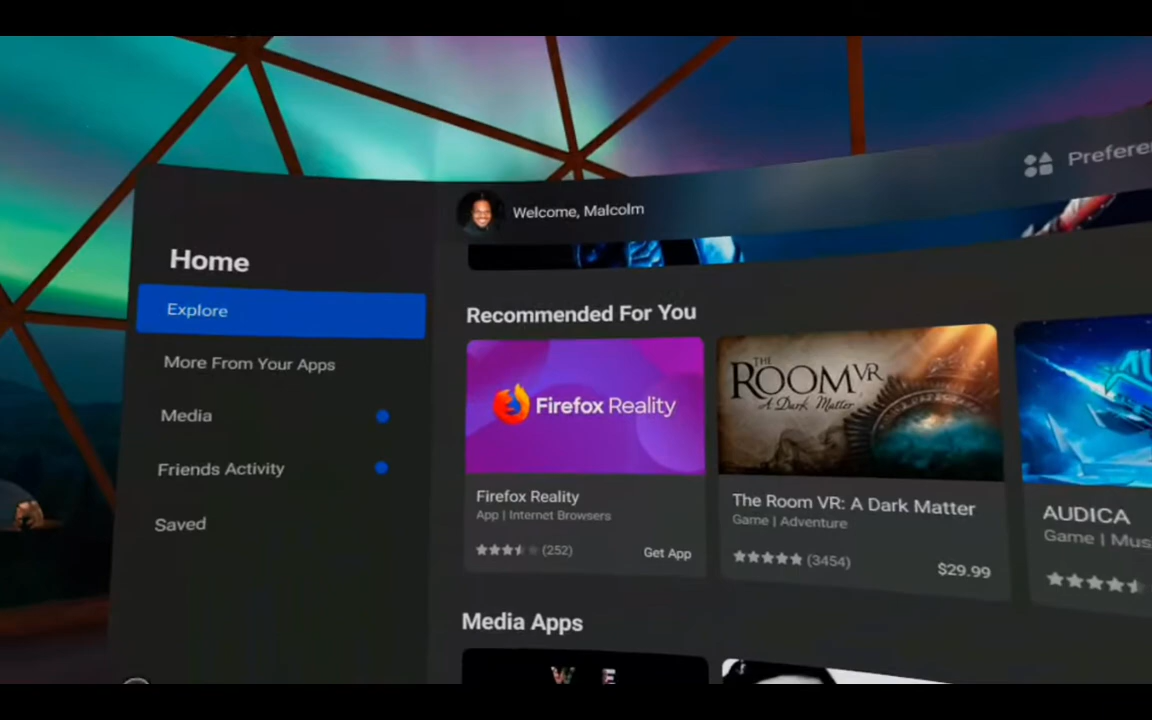 Preference
Welcome, Malcolm
Home
Explore
More From Your Apps
Media
Friends Activity
Saved
Recommended For You
Firefox Reality
Firefox Reality
App | Internet Browsers
(252)
Get App
THE
ROOM VR
A Dark Matter
The Room VR: A Dark Matter
Game | Adventure
(3454)
$29.99
AUDICA
Game | Mus
Media Apps
W E